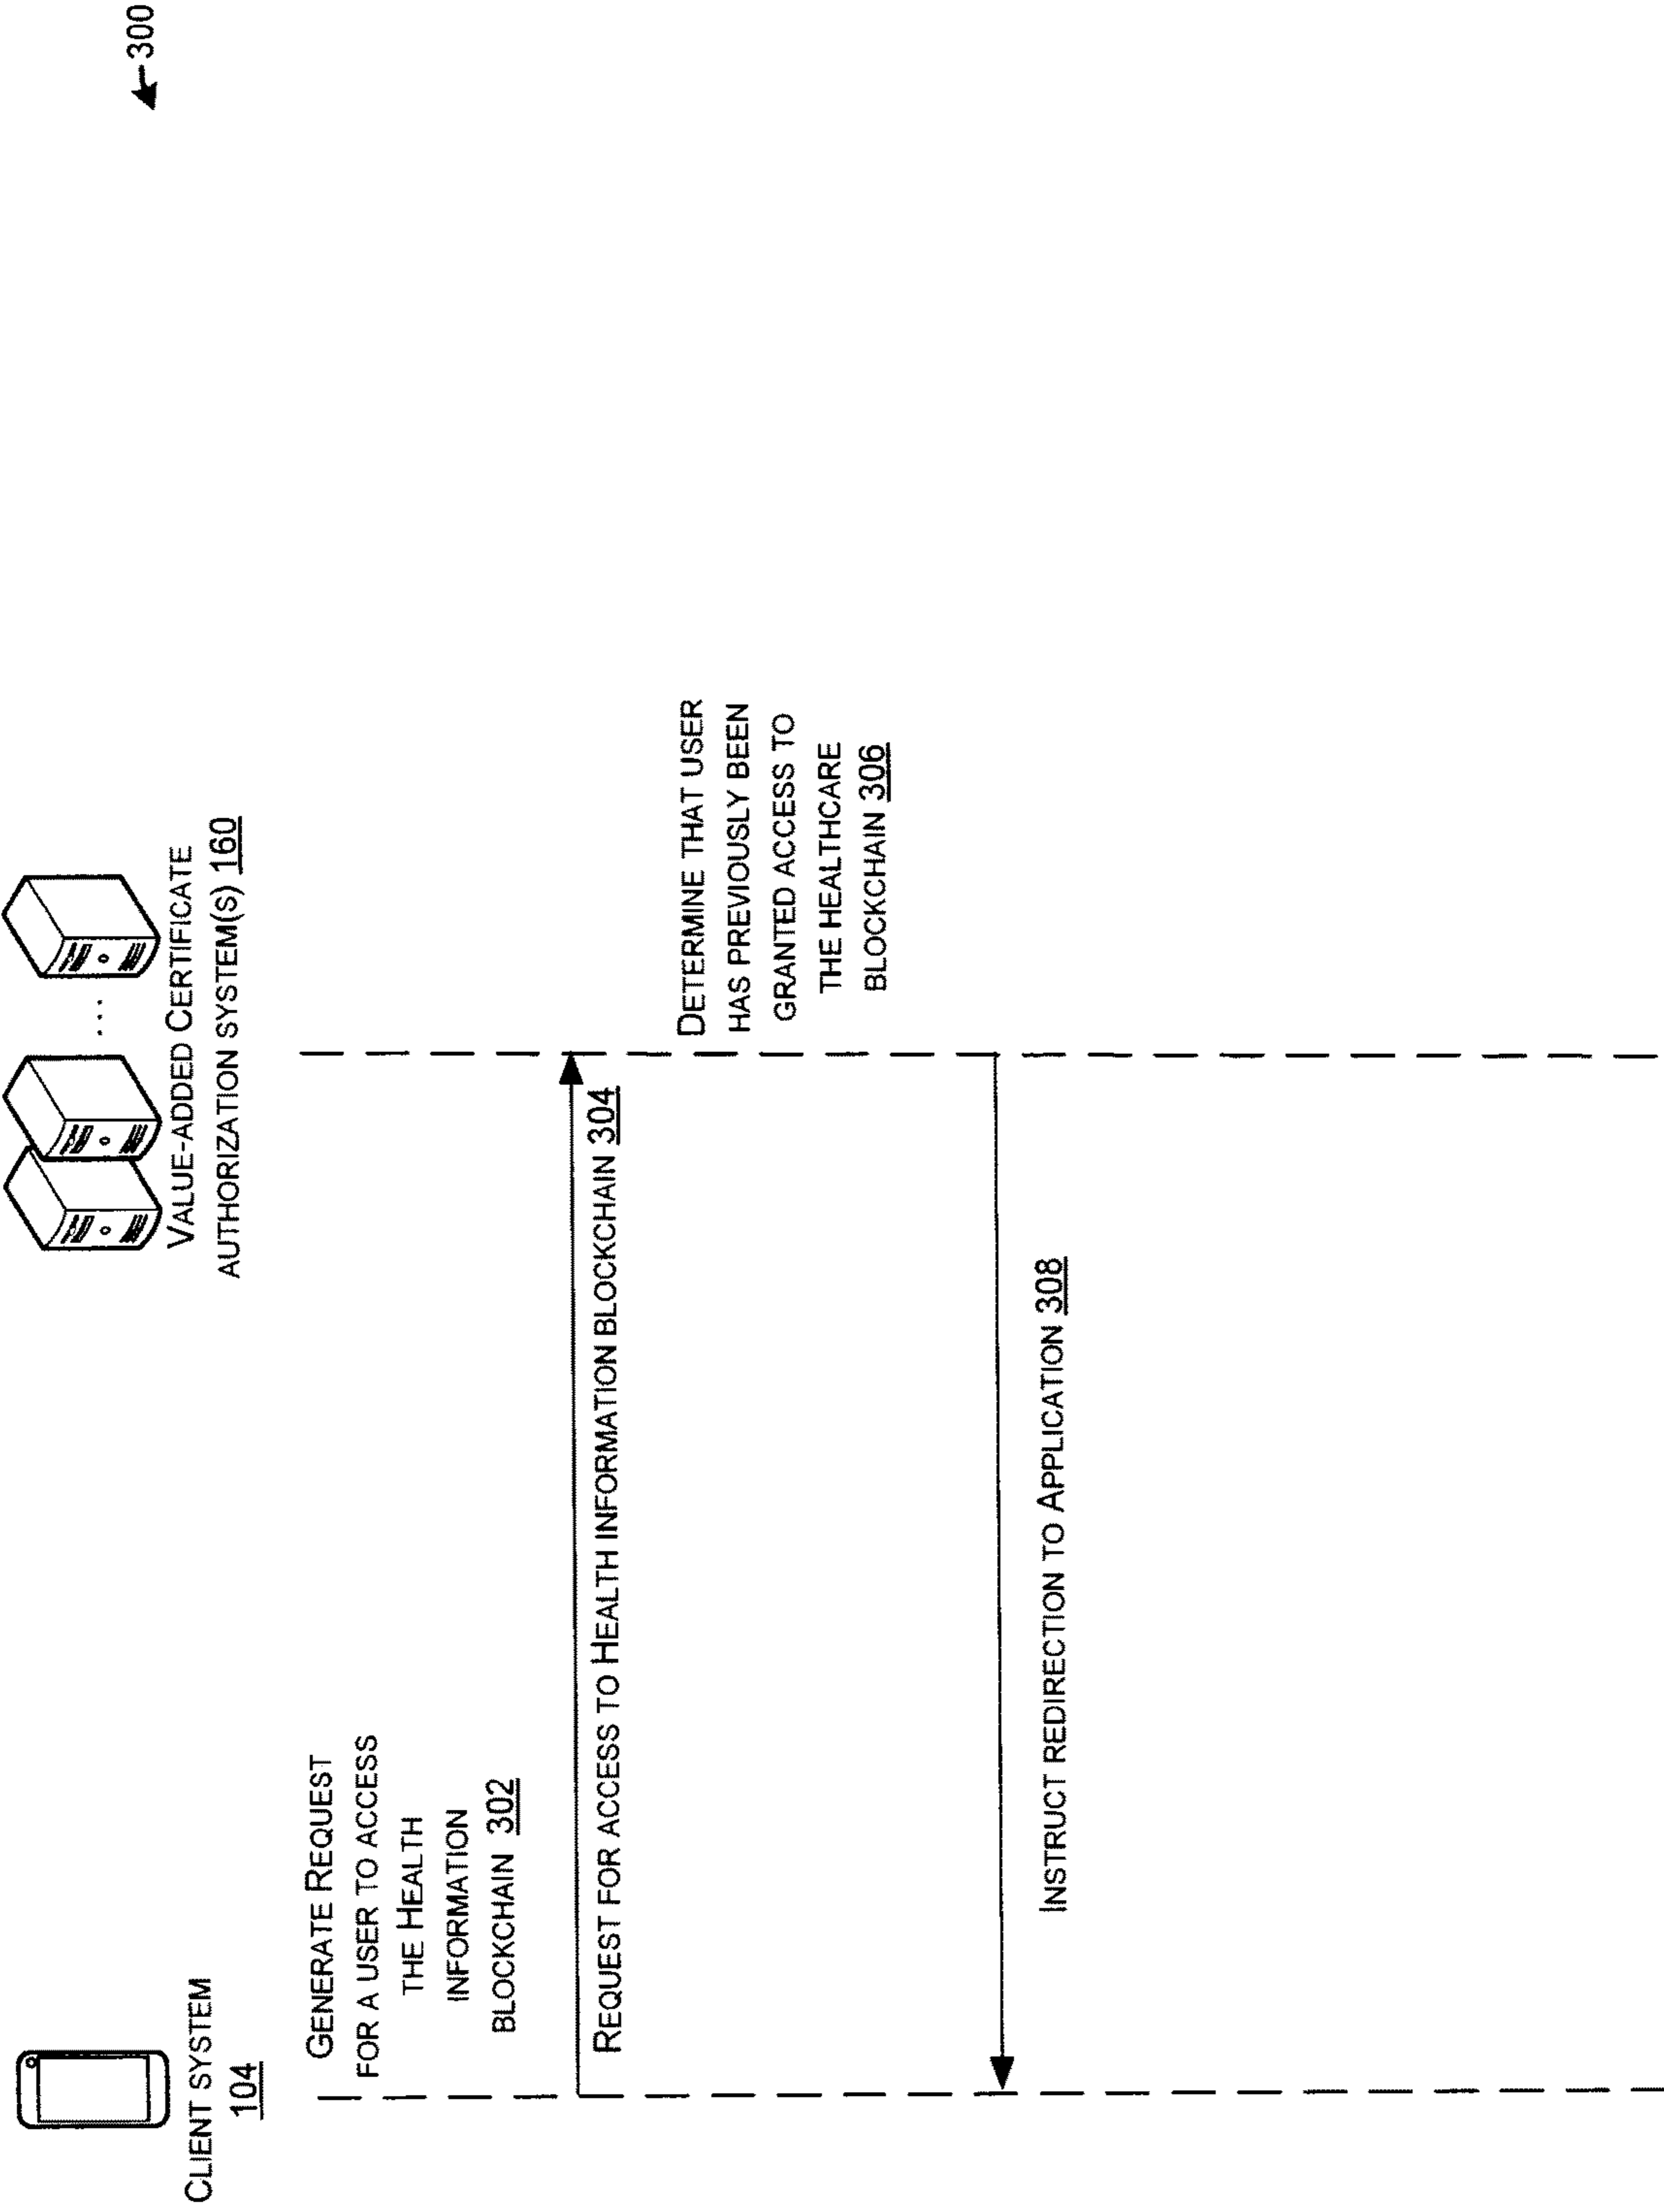 300
CLIENT SYSTEM
104
VALUE-ADDED CERTIFICATE
AUTHORIZATION SYSTEM(S) 160
GENERATE REQUEST
FOR A USER TO ACCESS
THE HEALTH
INFORMATION
BLOCKCHAIN 302
REQUEST FOR ACCESS TO HEALTH INFORMATION BLOCKCHAIN 304
DETERMINE THAT USER
HAS PREVIOUSLY BEEN
GRANTED ACCESS TO
THE HEALTHCARE
BLOCKCHAIN 306
INSTRUCT REDIRECTION TO APPLICATION 308